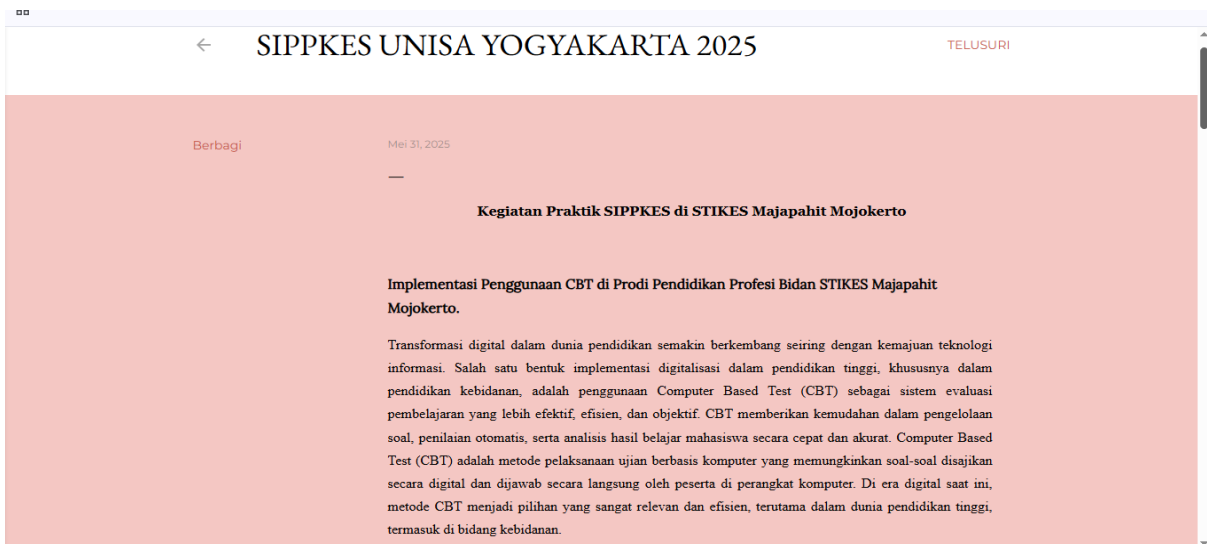 SIPPKES UNISA YOGYAKARTA 2025
TELUSURI
Berbagi
Mei 31, 2025
Kegiatan Praktik SIPPKES di STIKES Majapahit Mojokerto
Implementasi Penggunaan CBT di Prodi Pendidikan Profesi Bidan STIKES Majapahit
Mojokerto.
Transformasi digital dalam dunia pendidikan semakin berkembang seiring dengan kemajuan teknologi
informasi. Salah satu bentuk implementasi digitalisasi dalam pendidikan tinggi, khususnya dalam
pendidikan kebidanan, adalah penggunaan Computer Based Test (CBT) sebagai sistem evaluasi
pembelajaran yang lebih efektif, efisien, dan objektif. CBT memberikan kemudahan dalam pengelolaan
soal, penilaian otomatis, serta analisis hasil belajar mahasiswa secara cepat dan akurat. Computer Based
Test (CBT) adalah metode pelaksanaan ujian berbasis komputer yang memungkinkan soal-soal disajikan
secara digital dan dijawab secara langsung oleh peserta di perangkat komputer. Di era digital saat ini,
metode CBT menjadi pilihan yang sangat relevan dan efisien, terutama dalam dunia pendidikan tinggi,
termasuk di bidang kebidanan.